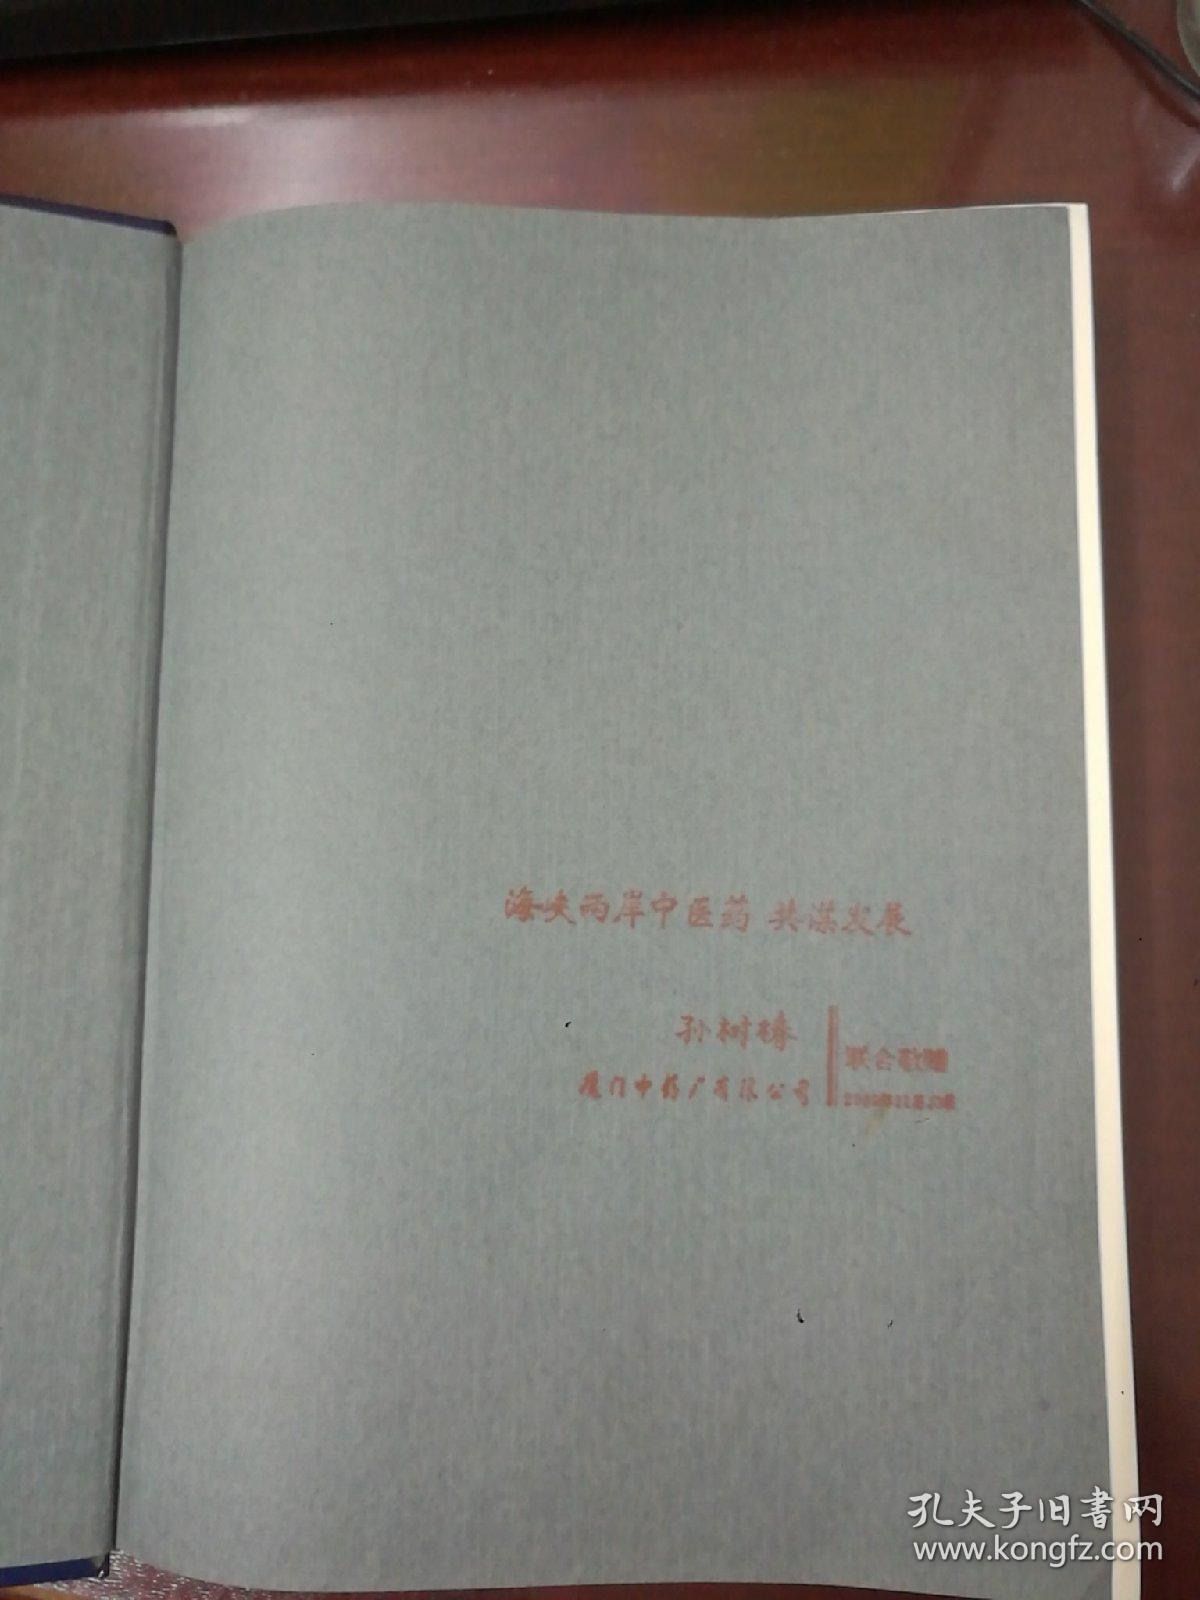 海峡两岸中医药 共谋发展
孙树椿
厦门中药厂有限公司
联合敬赠
孔夫子旧書网
www.kongfz.com